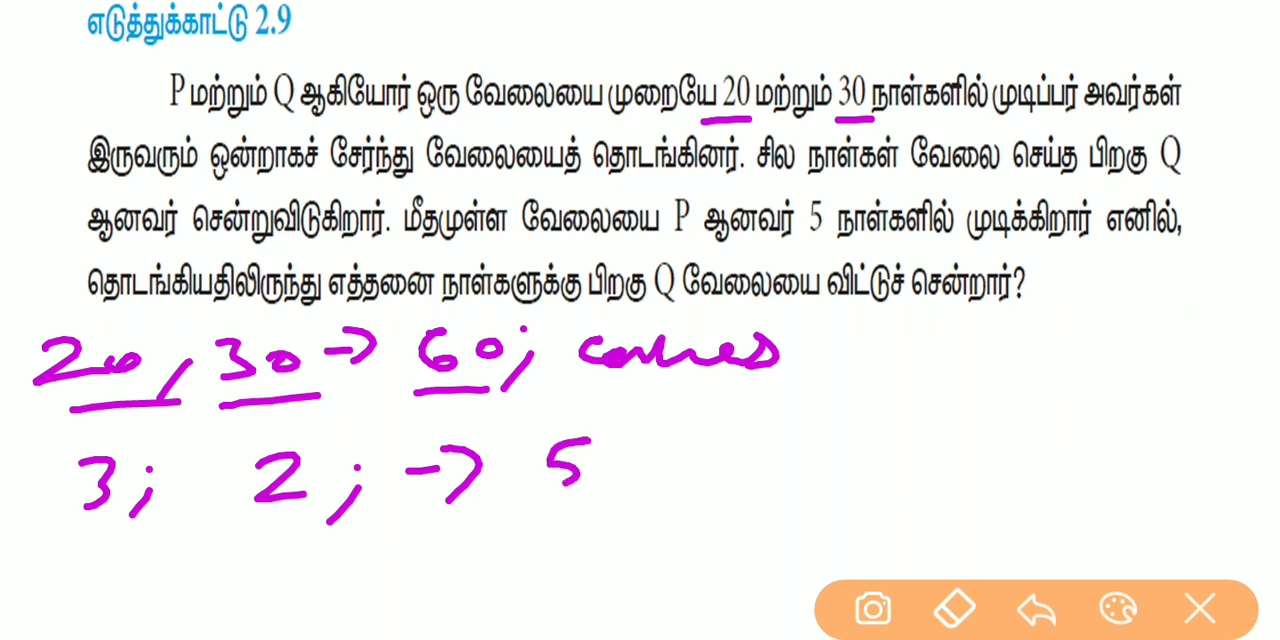 எடுத்துக்காட்டு 2.9
P மற்றும் Q ஆகியோர் ஒரு வேலையை முறையே 20 மற்றும் 30 நாள்களில் முடிப்பர் அவர்கள்
இருவரும் ஒன்றாகச் சேர்ந்து வேலையைத் தொடங்கினர். சில நாள்கள் வேலை செய்த பிறகு Q
ஆனவர் சென்றுவிடுகிறார். மீதமுள்ள வேலையை P ஆனவர் 5 நாள்களில் முடிக்கிறார் எனில்,
தொடங்கியதிலிருந்து எத்தனை நாள்களுக்கு பிறகு Q வேலையை விட்டுச் சென்றார்?
20, 30 → 60;
3; 2; → 5